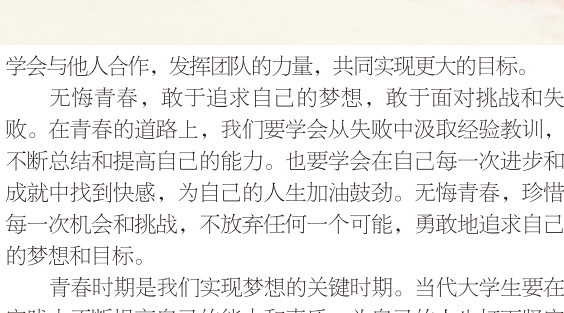 学会与他人合作，发挥团队的力量，共同实现更大的目标。
无悔青春，敢于追求自己的梦想，敢于面对挑战和失
败。在青春的道路上，我们要学会从失败中汲取经验教训，
不断总结和提高自己的能力。也要学会在自己每一次进步和
成就中找到快感，为自己的人生加油鼓劲。无悔青春，珍惜
每一次机会和挑战，不放弃任何一个可能，勇敢地追求自己
的梦想和目标。
青春时期是我们实现梦想的关键时期。当代大学生要在